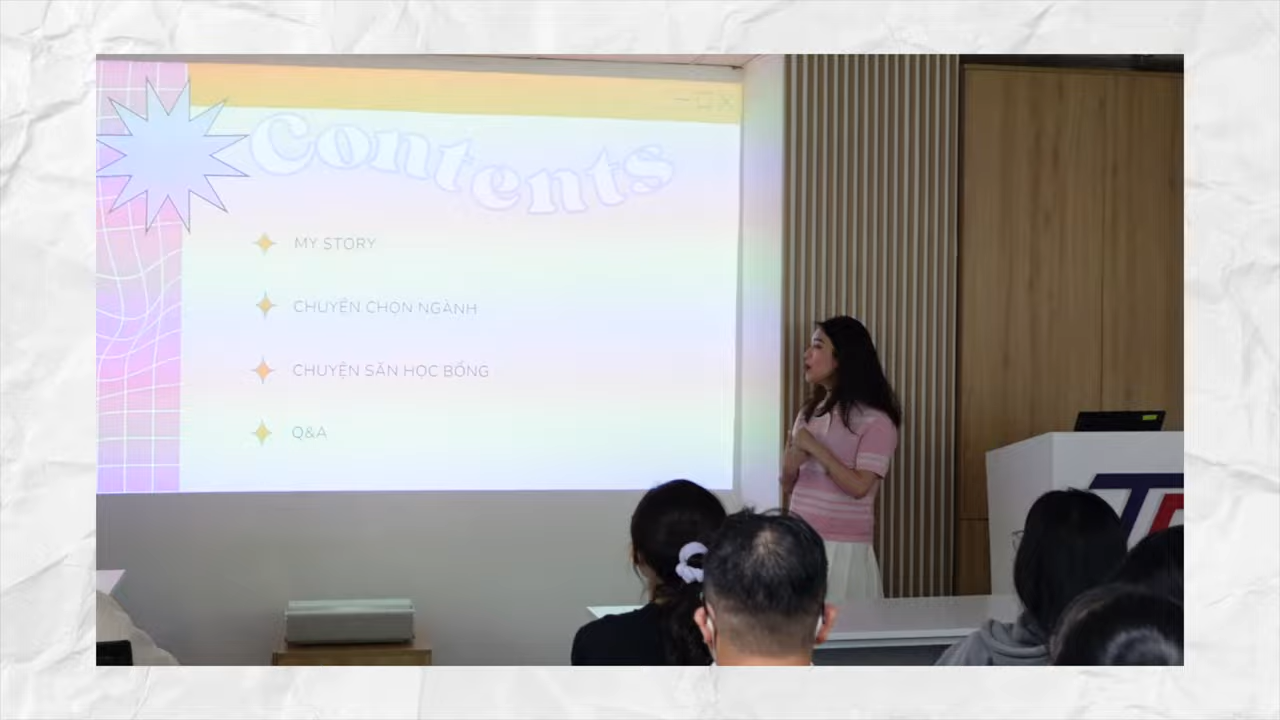 Contents
MY STORY
CHUYỆN CHỌN NGÀNH
CHUYỆN SĂN HỌC BỔNG
Q&A